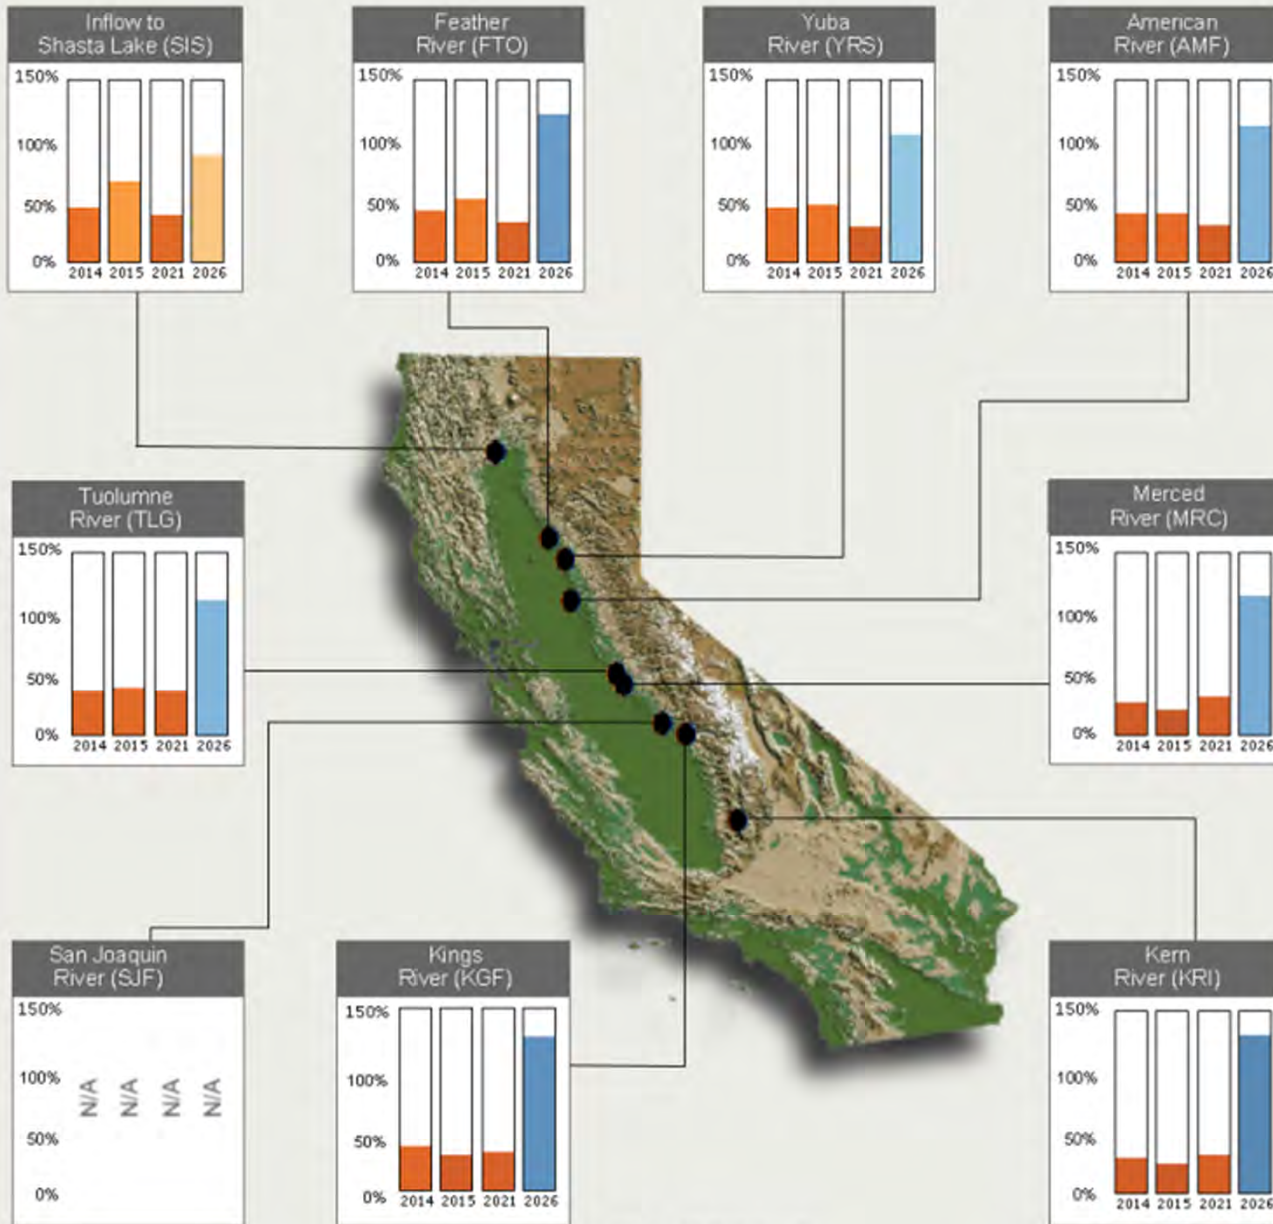 Inflow to
Shasta Lake (SIS)
150%
100%
50%
0%
2014 2015 2021 2026
Feather
River (FTO)
150%
100%
50%
0%
2014 2015 2021 2026
Yuba
River (YRS)
150%
100%
50%
0%
2014 2015 2021 2026
American
River (AMF)
150%
100%
50%
0%
2014 2015 2021 2026
Tuolumne
River (TLG)
150%
100%
50%
0%
2014 2015 2021 2026
Merced
River (MRC)
150%
100%
50%
0%
2014 2015 2021 2026
San Joaquin
River (SJF)
150%
100%
50%
0%
N/A N/A N/A N/A
Kings
River (KGF)
150%
100%
50%
0%
2014 2015 2021 2026
Kern
River (KRI)
150%
100%
50%
0%
2014 2015 2021 2026